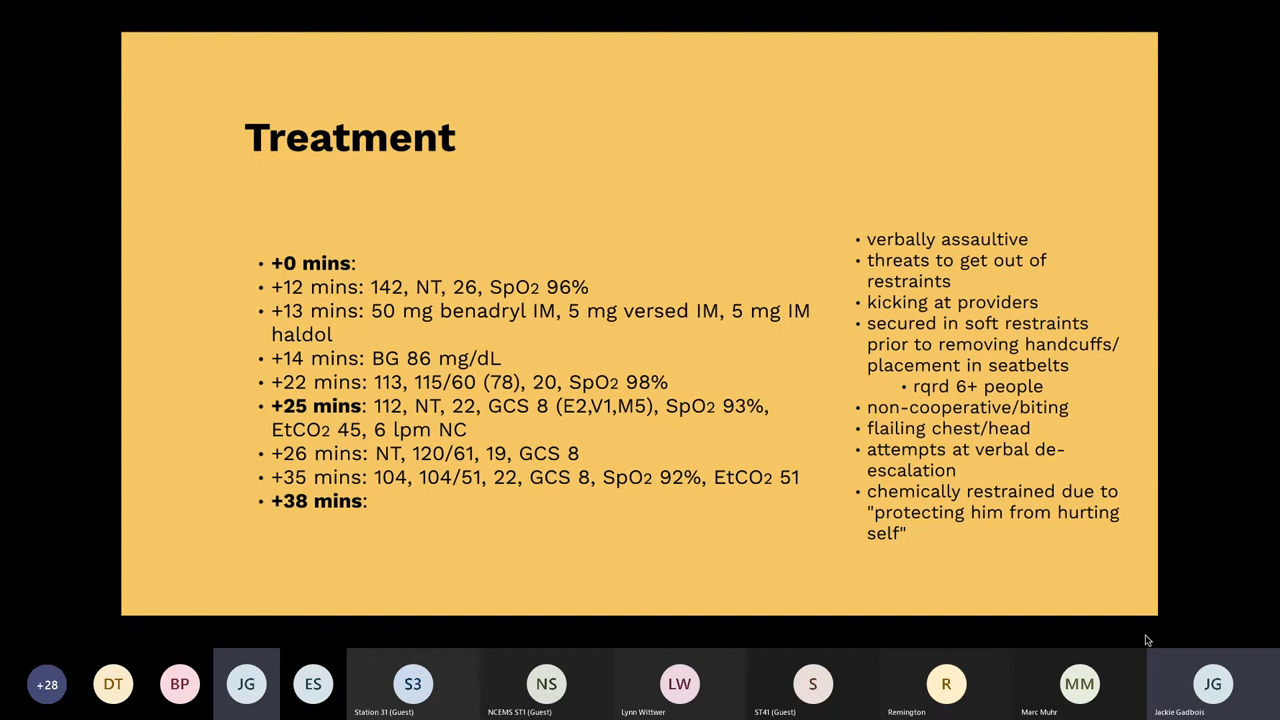 Treatment
• +0 mins:
• +12 mins: 142, NT, 26, SpO2 96%
• +13 mins: 50 mg benadryl IM, 5 mg versed IM, 5 mg IM
haldol
• +14 mins: BG 86 mg/dL
• +22 mins: 113, 115/60 (78), 20, SpO2 98%
• +25 mins: 112, NT, 22, GCS 8 (E2,V1,M5), SpO2 93%,
EtCO2 45, 6 lpm NC
• +26 mins: NT, 120/61, 19, GCS 8
• +35 mins: 104, 104/51, 22, GCS 8, SpO2 92%, EtCO2 51
• +38 mins:
• verbally assaultive
• threats to get out of
restraints
• kicking at providers
• secured in soft restraints
prior to removing handcuffs/
placement in seatbelts
• rqrd 6+ people
• non-cooperative/biting
• flailing chest/head
• attempts at verbal de-
escalation
• chemically restrained due to
"protecting him from hurting
self"
+28
DT
BP
JG
ES
S3
Station 31 (Guest)
NS
NCEMS ST1 (Guest)
LW
Lynn Wittwer
S
ST41 (Guest)
R
Remington
MM
Marc Muhr
JG
Jackie Gadbois